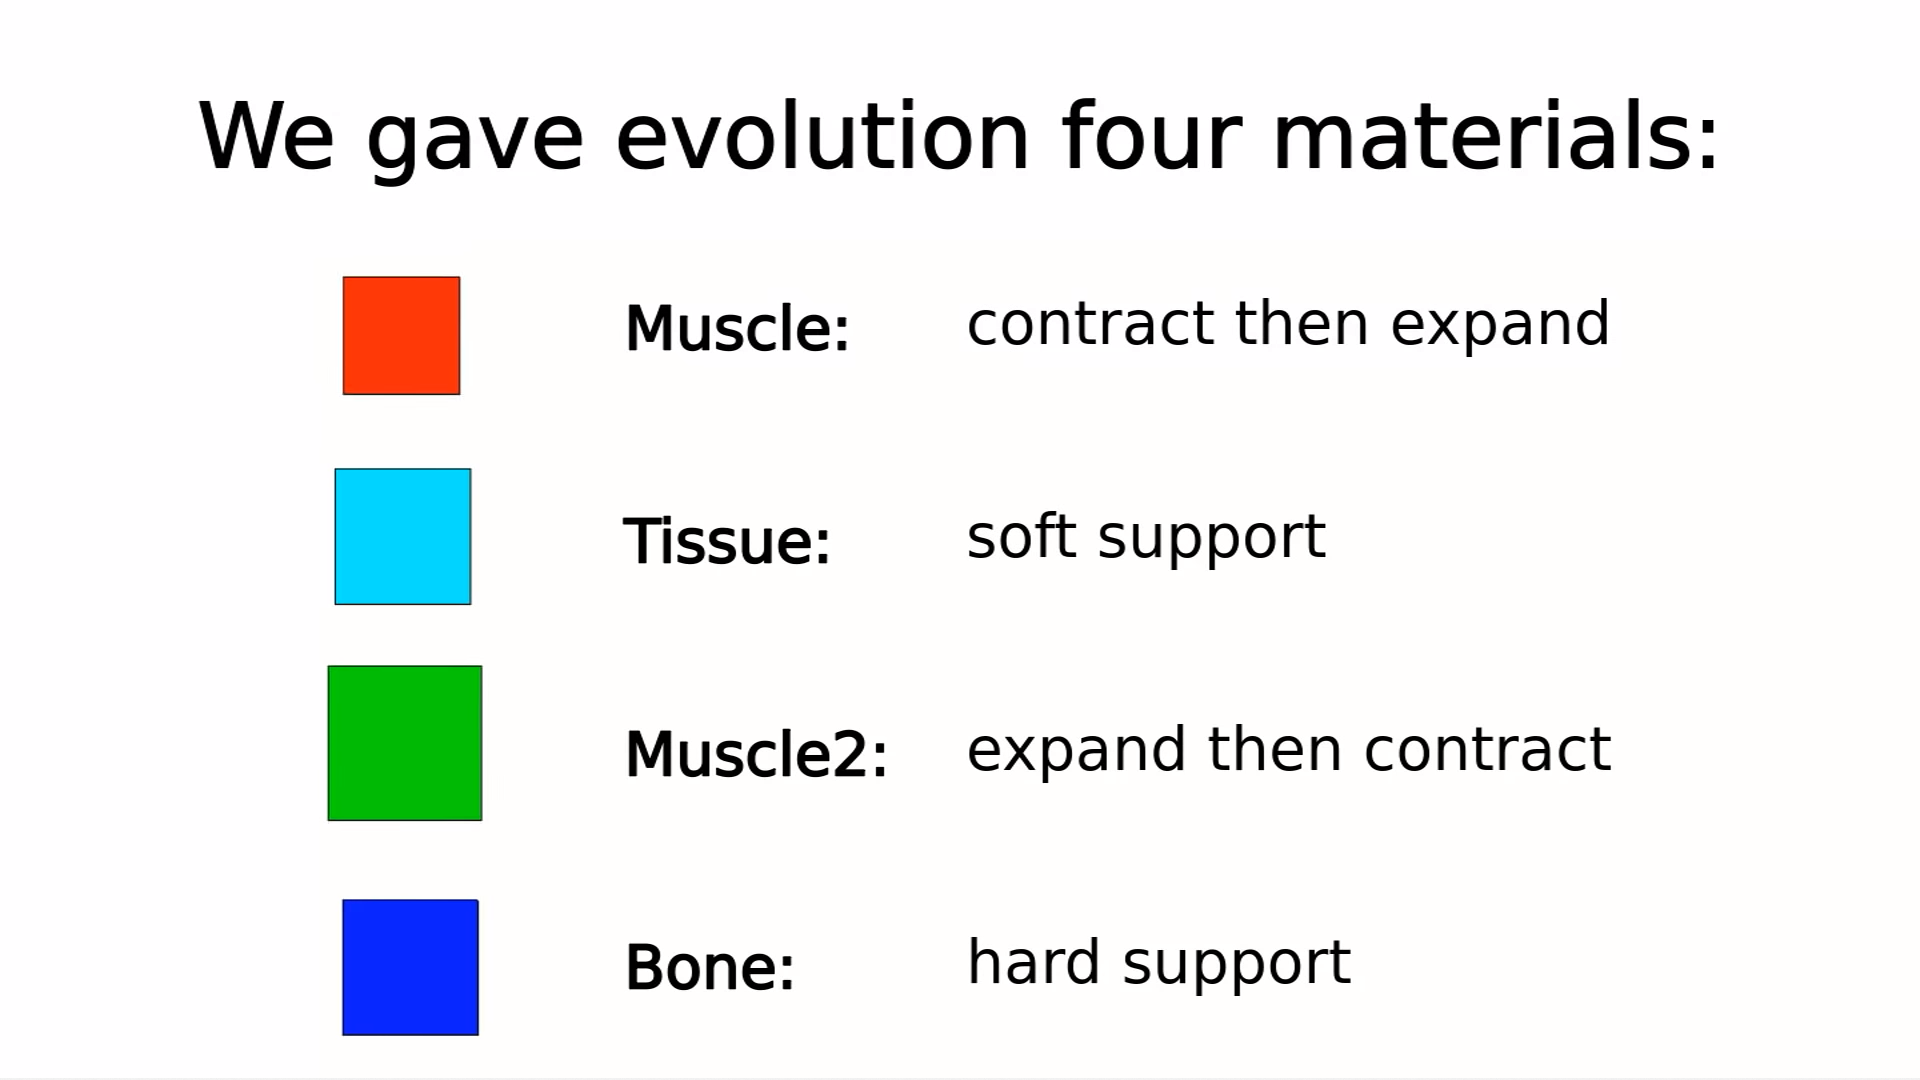 We gave evolution four materials:
Muscle: contract then expand
Tissue: soft support
Muscle2: expand then contract
Bone: hard support